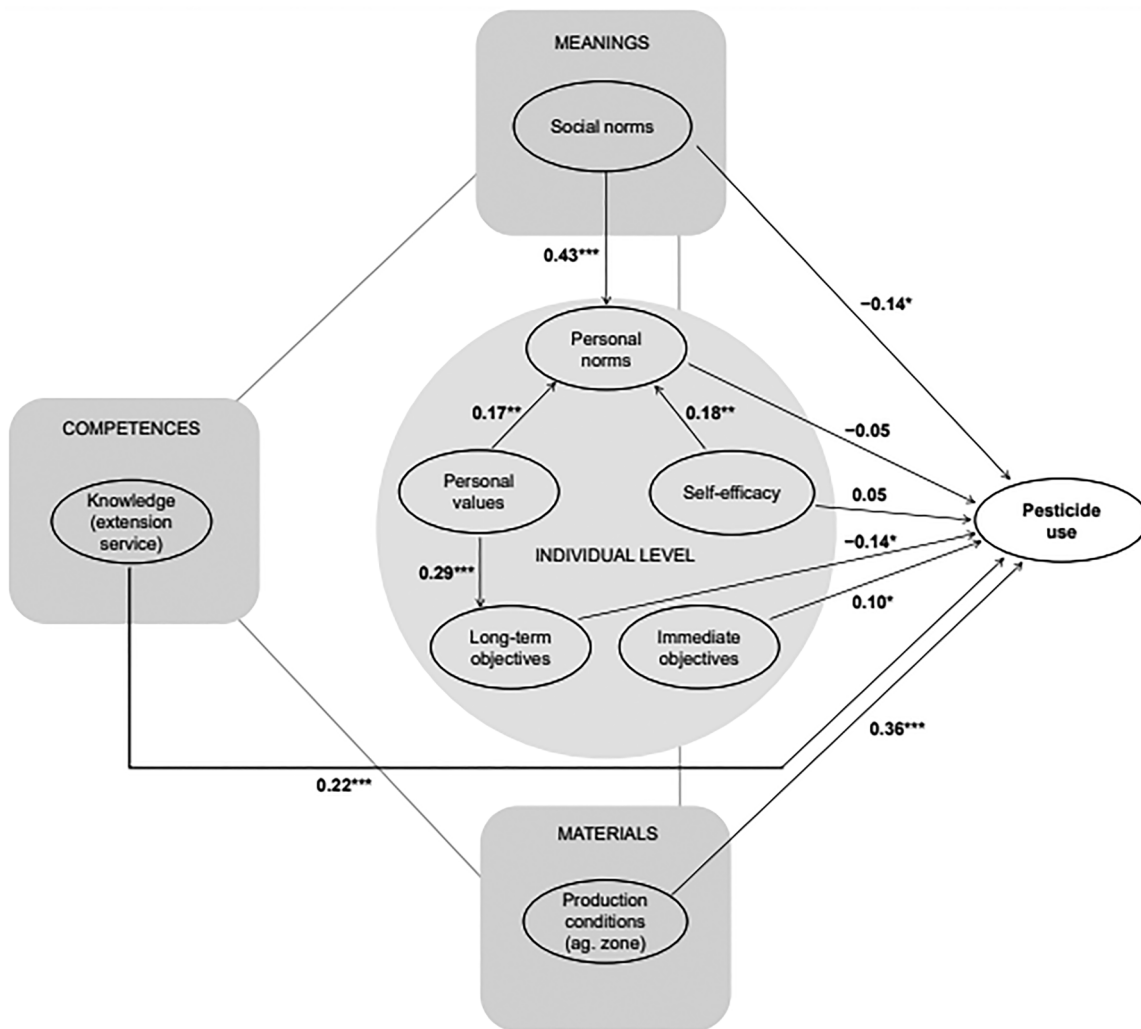 MEANINGS
Social norms
0.43***
−0.14*
Personal
norms
0.17**
0.18**
−0.05
COMPETENCES
Knowledge
(extension
service)
Personal
values
Self-efficacy
0.05
Pesticide
use
INDIVIDUAL LEVEL
−0.14*
0.29***
0.10*
Long-term
objectives
Immediate
objectives
0.36***
0.22***
MATERIALS
Production
conditions
(ag. zone)